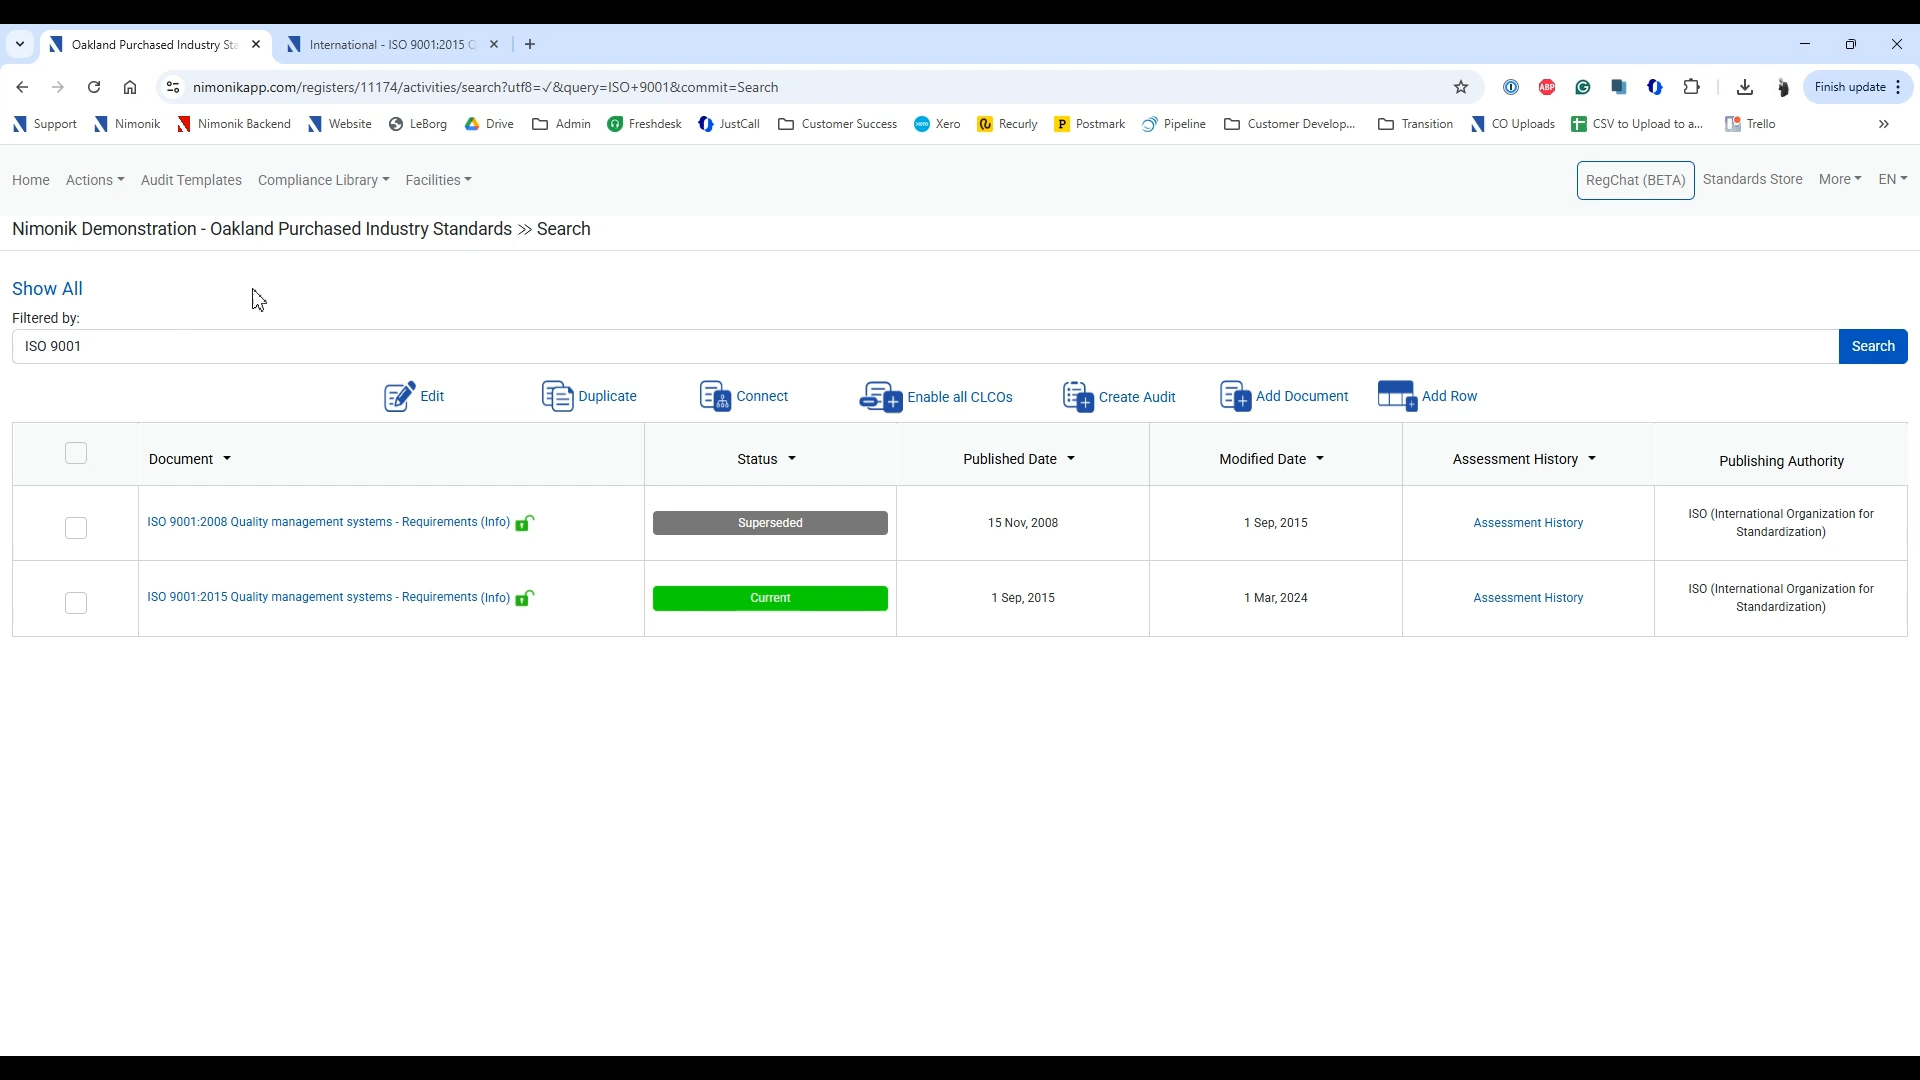 Oakland Purchased Industry Sta
International - ISO 9001:2015 Q
nimonikapp.com/registers/11174/activities/search?utf8=✓&query=ISO+9001&commit=Search
ABP
Finish update
Support Nimonik Nimonik Backend Website LeBorg Drive Admin Freshdesk JustCall Customer Success Xero Recurly Postmark Pipeline Customer Develop... Transition CO Uploads CSV to Upload to a... Trello
Home Actions Audit Templates Compliance Library Facilities RegChat (BETA) Standards Store More EN
Nimonik Demonstration - Oakland Purchased Industry Standards >> Search
Show All
Filtered by:
ISO 9001 Search
Edit Duplicate Connect Enable all CLCOs Create Audit Add Document Add Row
Document Status Published Date Modified Date Assessment History Publishing Authority
ISO 9001:2008 Quality management systems - Requirements (Info) Superseded 15 Nov, 2008 1 Sep, 2015 Assessment History ISO (International Organization for
Standardization)
ISO 9001:2015 Quality management systems - Requirements (Info) Current 1 Sep, 2015 1 Mar, 2024 Assessment History ISO (International Organization for
Standardization)